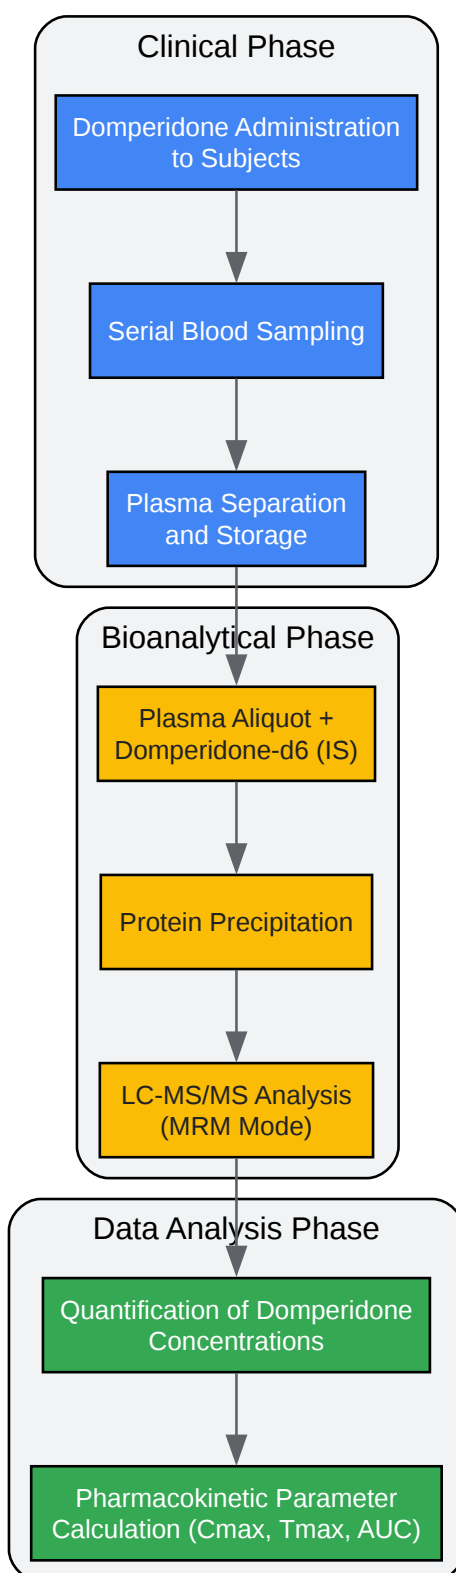 Clinical Phase
Domperidone Administration
to Subjects
Serial Blood Sampling
Plasma Separation
and Storage
Bioanalytical Phase
Plasma Aliquot +
Domperidone-d6 (IS)
Protein Precipitation
LC-MS/MS Analysis
(MRM Mode)
Data Analysis Phase
Quantification of Domperidone
Concentrations
Pharmacokinetic Parameter
Calculation (Cmax, Tmax, AUC)